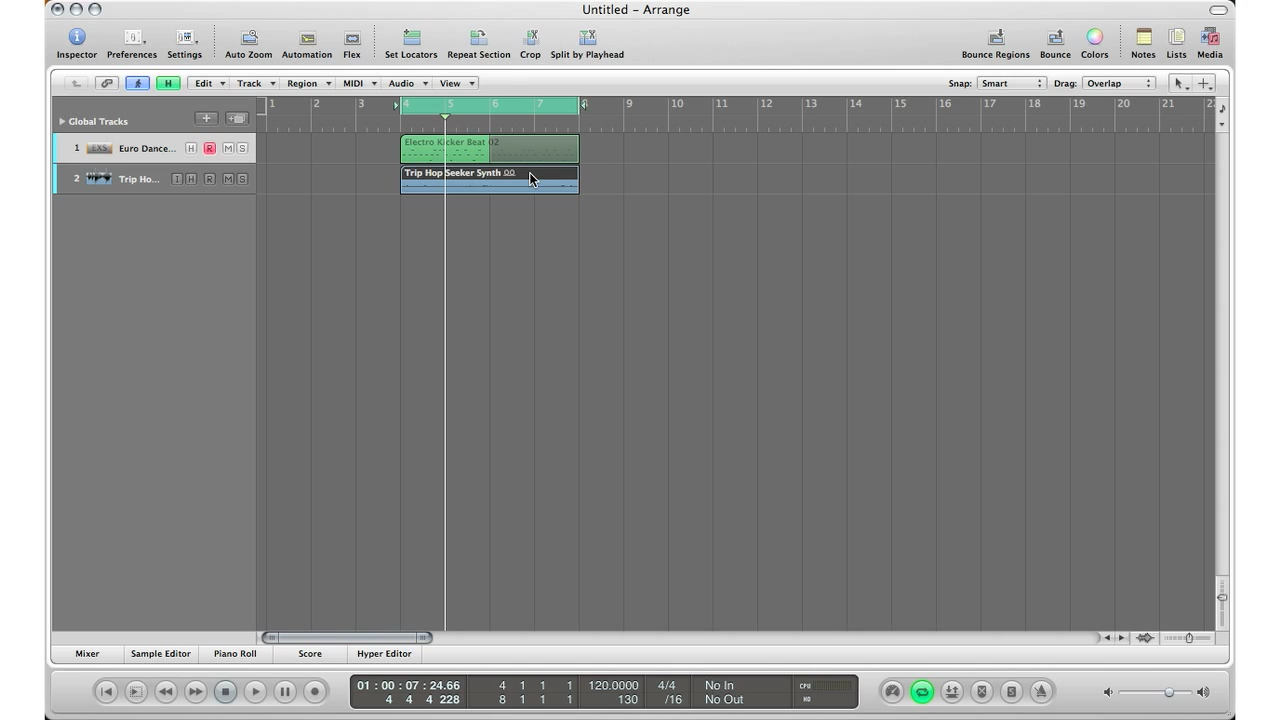 Untitled – Arrange
Inspector Preferences Settings Auto Zoom Automation Flex Set Locators Repeat Section Crop Split by Playhead Bounce Regions Bounce Colors Notes Lists Media
H Edit Track Region MIDI Audio View Snap: Smart Drag: Overlap
1 2 3 4 5 6 7 8 9 10 11 12 13 14 15 16 17 18 19 20 21 22
Global Tracks
1 EXS Euro Dance... H R M S Electro Kicker Beat 02
2 Trip Ho... I H R M S Trip Hop Seeker Synth
Mixer Sample Editor Piano Roll Score Hyper Editor
01 : 00 : 07 : 24.66 4 1 1 1 120.0000 4/4 No In CPU
4 4 4 228 8 1 1 1 130 /16 No Out HD
S